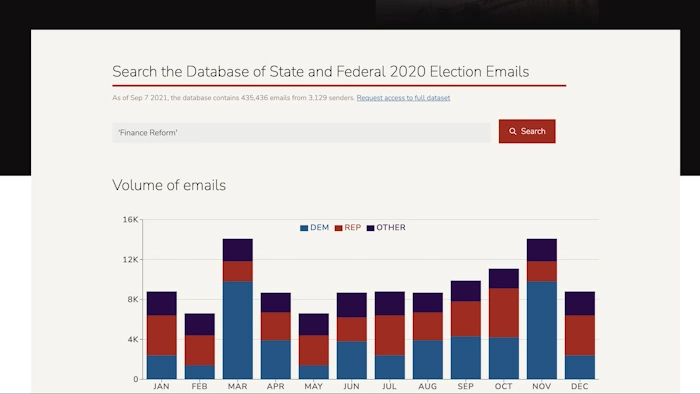 Search the Database of State and Federal 2020 Election Emails
As of Sep 7 2021, the database contains 435,436 emails from 3,129 senders. Request access to full dataset
'Finance Reform'
Search
Volume of emails
16K
DEM REP OTHER
12K
8K
4K
0
JAN FEB MAR APR MAY JUN JUL AUG SEP OCT NOV DEC